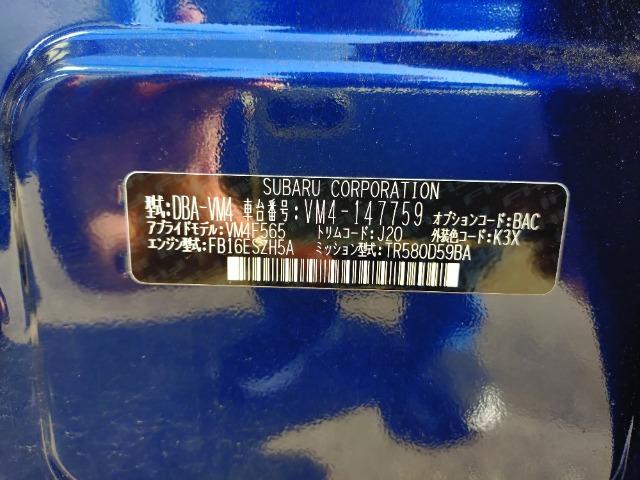 SUBARU CORPORATION
型式:DBA-VM4 車台番号:VM4-147759 オプションコード:BAC
アプライドモデル:VM4F565 トリムコード:J20 外装色コード:K3X
エンジン型式:FB16ESZH5A ミッション型式:TR580D59BA